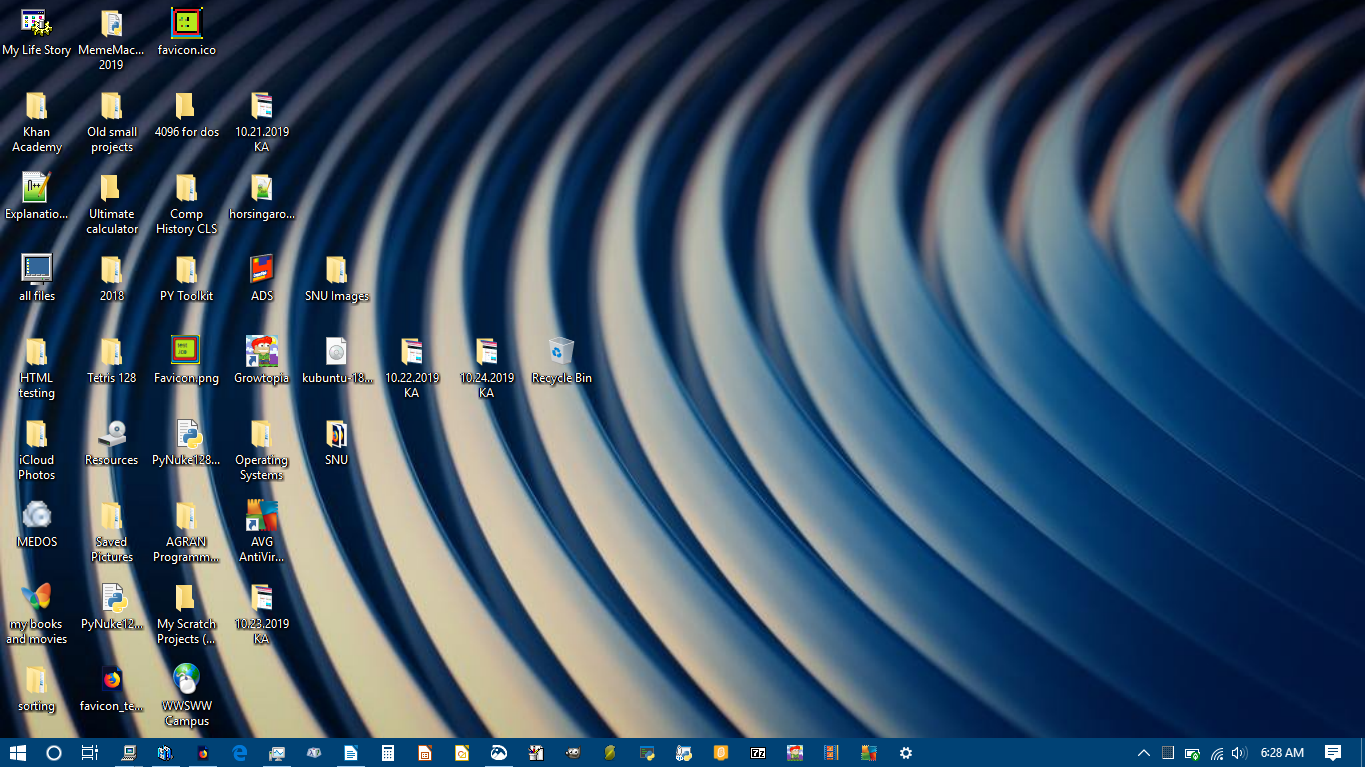 My Life Story
MemeMac...
2019
favicon.ico
Khan
Academy
Old small
projects
4096 for dos
10.21.2019
KA
Explanatio...
Ultimate
calculator
Comp
History CLS
horsingaro...
all files
2018
PY Toolkit
ADS
SNU Images
HTML
testing
Tetris 128
Favicon.png
Growtopia
kubuntu-18...
10.22.2019
KA
10.24.2019
KA
Recycle Bin
iCloud
Photos
Resources
PyNuke128...
Operating
Systems
SNU
MEDOS
Saved
Pictures
AGRAN
Programm...
AVG
AntiVir...
my books
and movies
PyNuke12...
My Scratch
Projects (...
10.23.2019
KA
sorting
favicon_te...
WWSWW
Campus
7z
6:28 AM